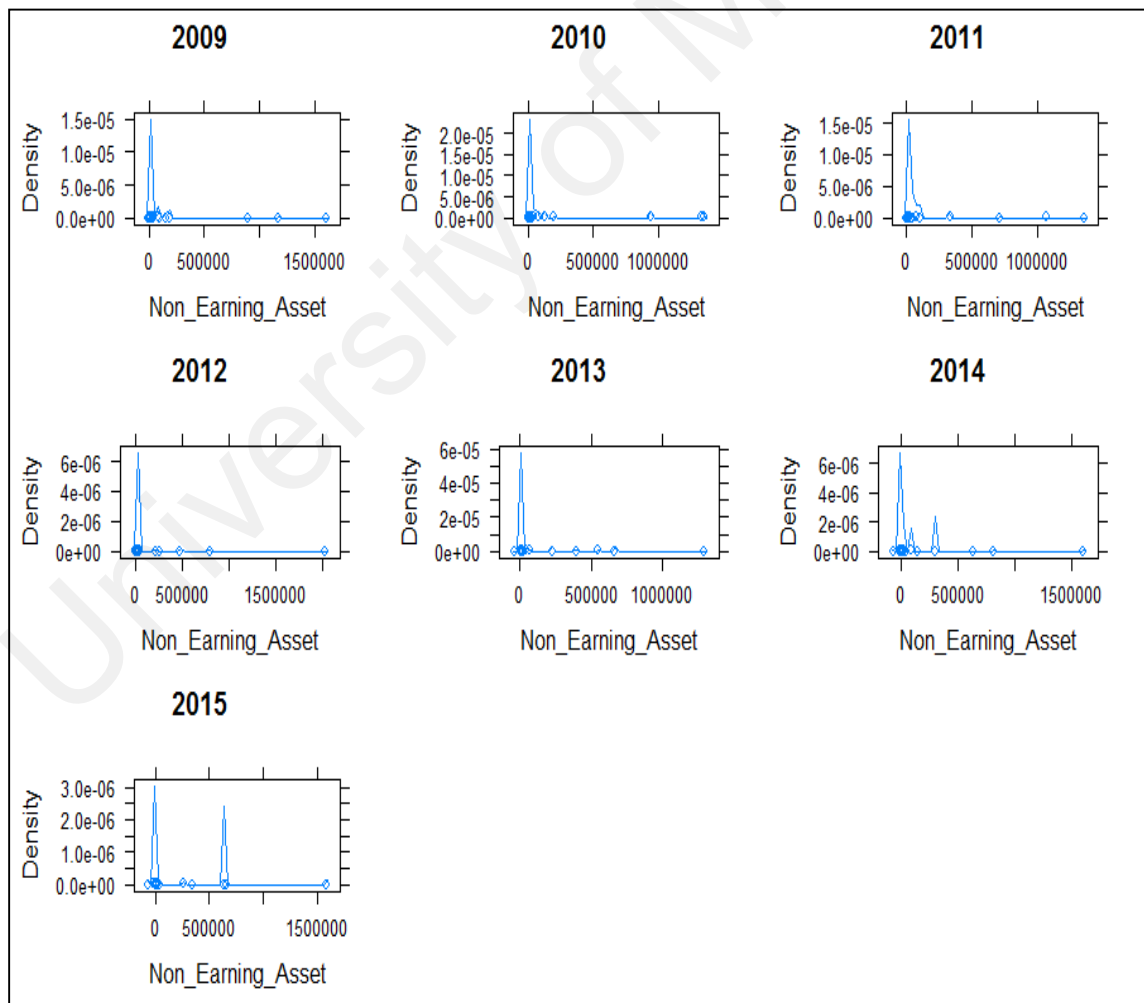 2009 2010 2011
Density 1.5e-05 1.0e-05 5.0e-06 0.0e+00
0 500000 1500000
Non_Earning_Asset
Density 2.0e-05 1.5e-05 1.0e-05 5.0e-06 0.0e+00
0 500000 1000000
Non_Earning_Asset
Density 1.5e-05 1.0e-05 5.0e-06 0.0e+00
0 500000 1000000
Non_Earning_Asset
2012 2013 2014
Density 6e-06 4e-06 2e-06 0e+00
0 500000 1500000
Non_Earning_Asset
Density 6e-05 4e-05 2e-05 0e+00
0 500000 1000000
Non_Earning_Asset
Density 6e-06 4e-06 2e-06 0e+00
0 500000 1500000
Non_Earning_Asset
2015
Density 3.0e-06 2.0e-06 1.0e-06 0.0e+00
0 500000 1500000
Non_Earning_Asset
University of M